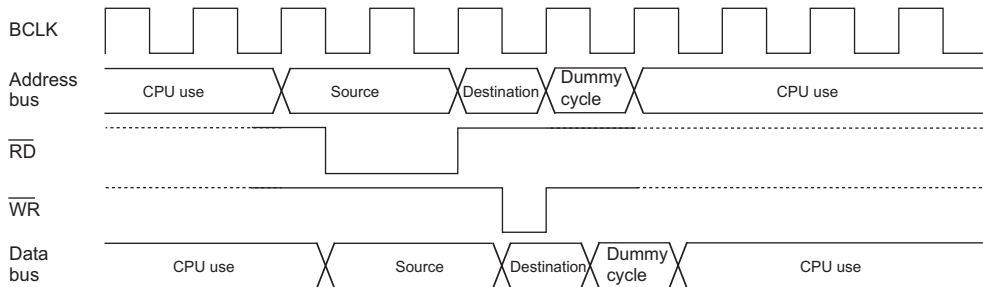 BCLK
Address
bus
CPU use
Source
Destination
Dummy
cycle
CPU use
RD
WR
Data
bus
CPU use
Source
Destination
Dummy
cycle
CPU use